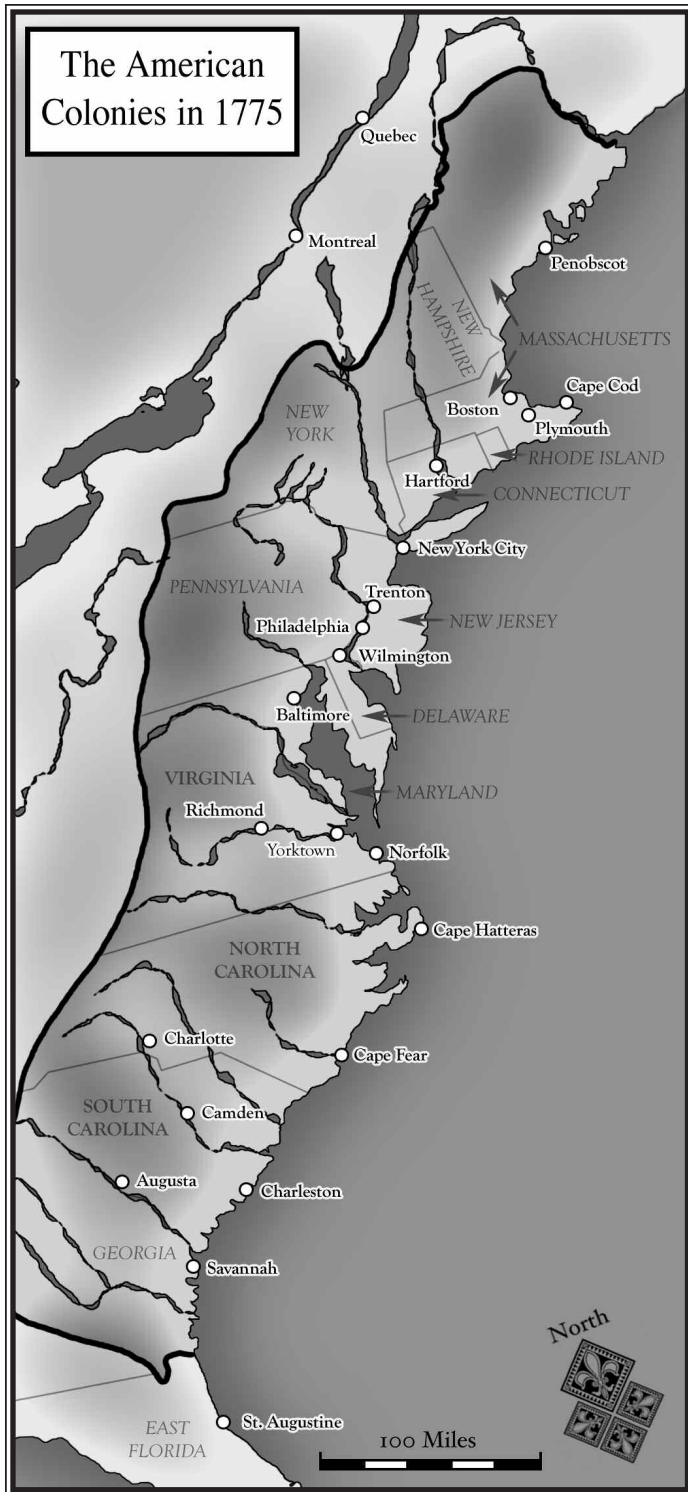 The American
Colonies in 1775
Quebec
Montreal
Penobscot
NEW
HAMPSHIRE
MASSACHUSETTS
Cape Cod
Boston
Plymouth
NEW
YORK
RHODE ISLAND
Hartford
CONNECTICUT
New York City
PENNSYLVANIA
Trenton
NEW JERSEY
Philadelphia
Wilmington
Baltimore
DELAWARE
VIRGINIA
MARYLAND
Richmond
Yorktown
Norfolk
Cape Hatteras
NORTH
CAROLINA
Charlotte
Cape Fear
SOUTH
CAROLINA
Camden
Augusta
Charleston
GEORGIA
Savannah
North
EAST
FLORIDA
St. Augustine
100 Miles